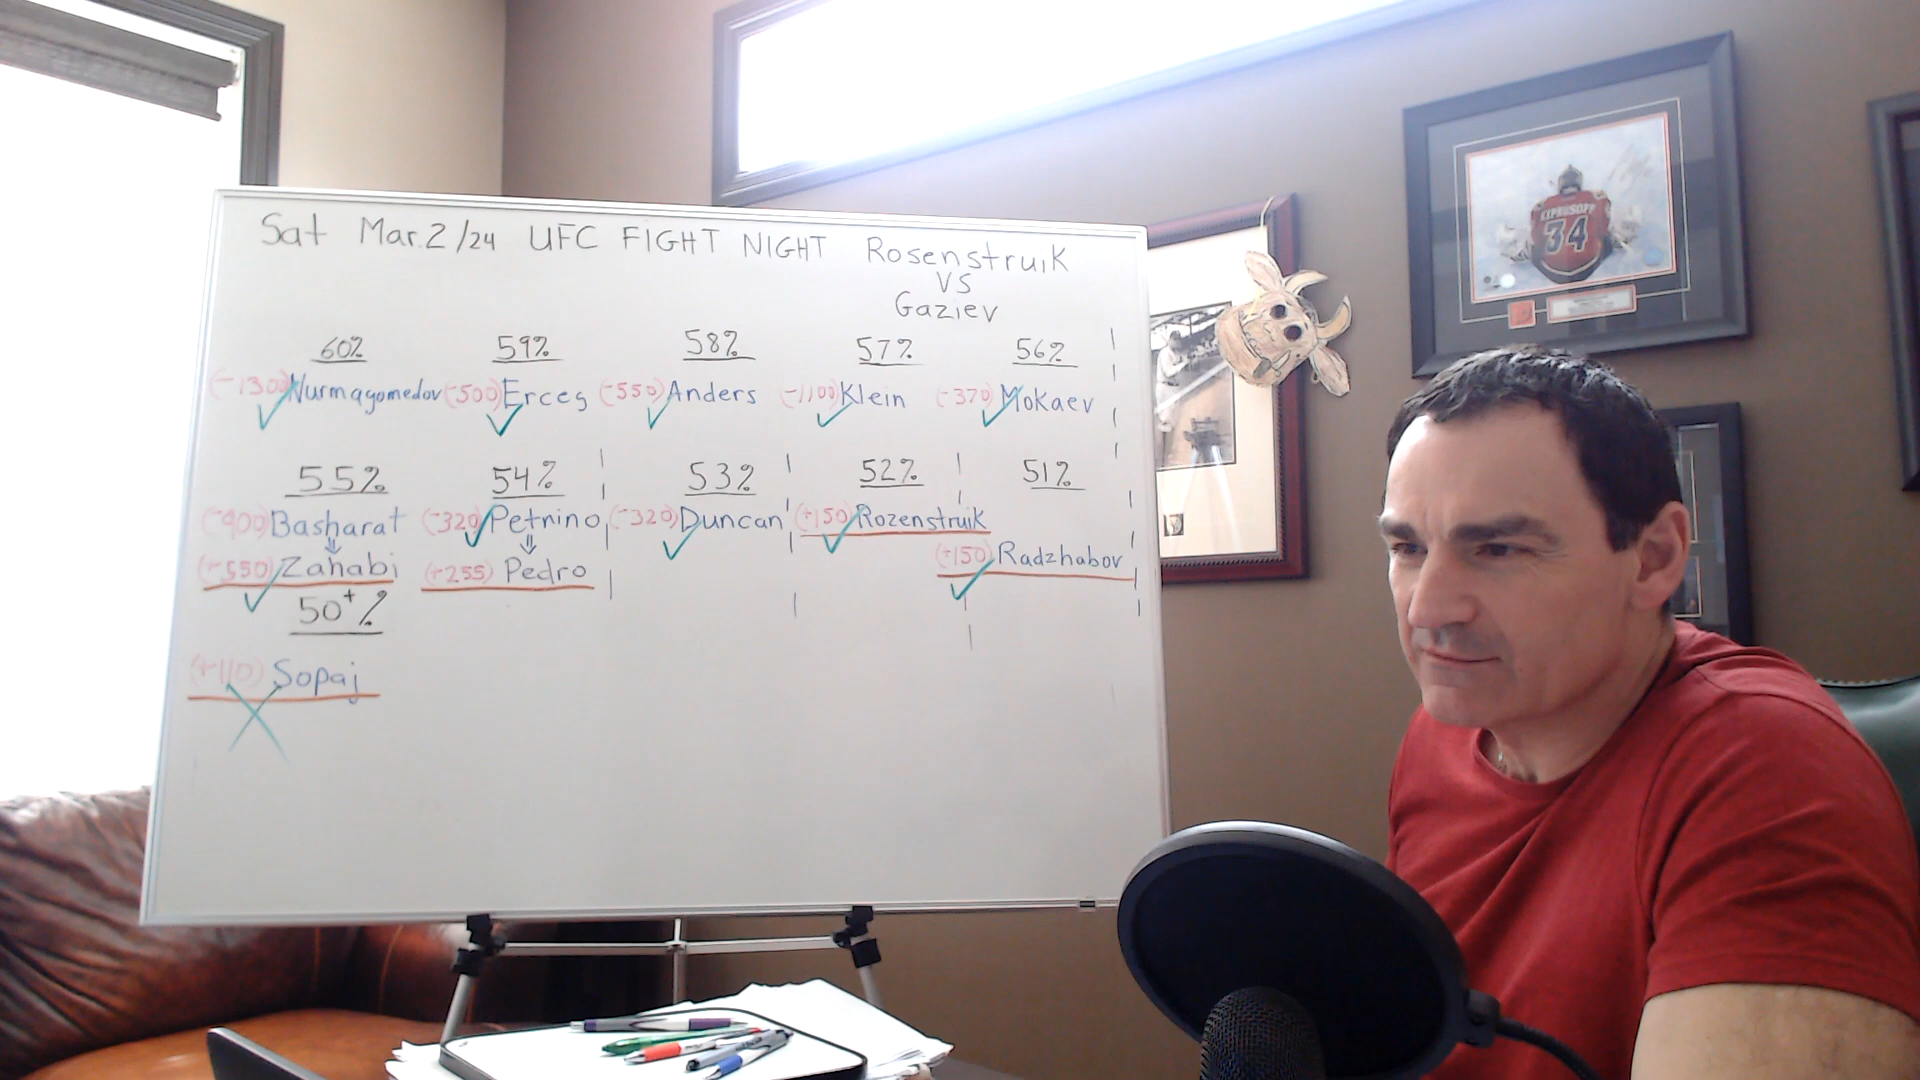 Sat Mar. 2/24 UFC FIGHT NIGHT Rosenstruik
VS
Gaziev
60% 59% 58% 57% 56%
(-1300) Nurmagomedov (-500) Erces (-550) Anders (-1100) Klein (-370) Mokaev
55% 54% 53% 52% 51%
(-900) Basharat (-320) Petnino (-320) Duncan (+150) Rozenstruik
(+550) Zahabi (+255) Pedro (+150) Radzhabov
50+%
(+110) Sopaj
KIPRUSOFF
34